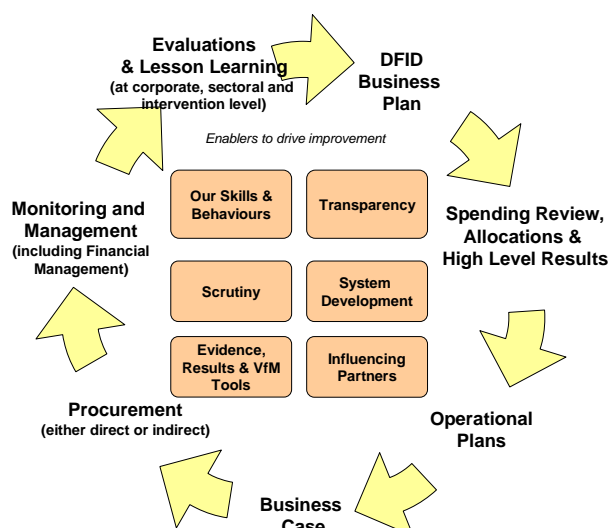 Evaluations
& Lesson Learning
(at corporate, sectoral and
intervention level)
DFID
Business
Plan
Enablers to drive improvement
Our Skills &
Behaviours
Transparency
Monitoring and
Management
(including Financial
Management)
Spending Review,
Allocations &
High Level Results
Scrutiny
System
Development
Evidence,
Results & VfM
Tools
Influencing
Partners
Procurement
(either direct or indirect)
Operational
Plans
Business
Case